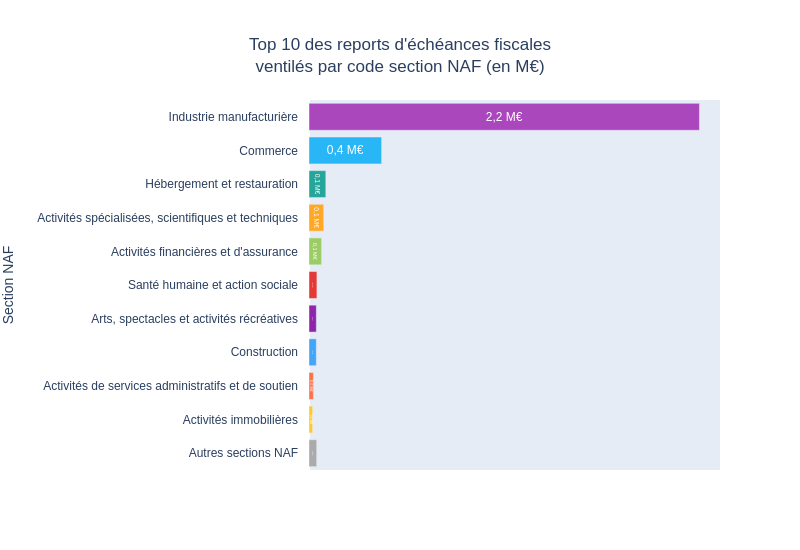 Top 10 des reports d'échéances fiscales
ventilés par code section NAF (en M€)
Section NAF
Industrie manufacturière
2,2 M€
Commerce
0,4 M€
Hébergement et restauration
0,1 M€
Activités spécialisées, scientifiques et techniques
0,1 M€
Activités financières et d'assurance
0,1 M€
Santé humaine et action sociale
Arts, spectacles et activités récréatives
Construction
Activités de services administratifs et de soutien
Activités immobilières
Autres sections NAF